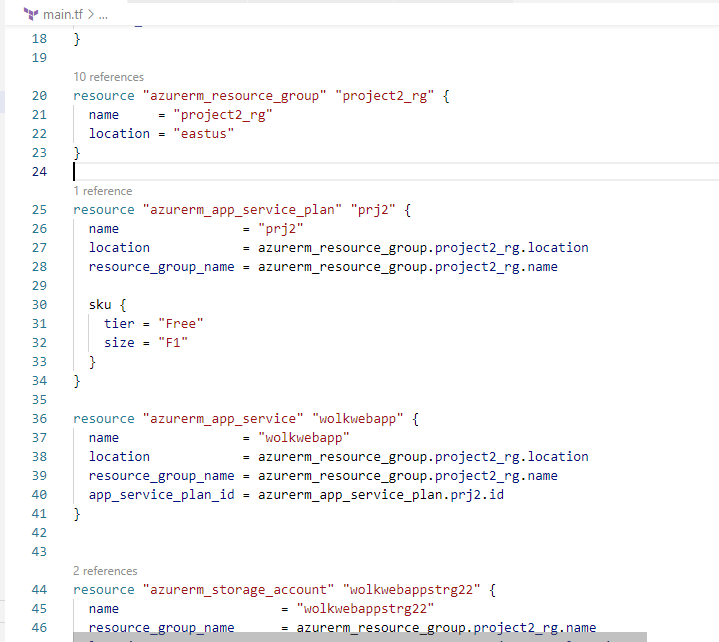 main.tf > ...
18 }
19
10 references
20 resource "azurerm_resource_group" "project2_rg" {
21   name     = "project2_rg"
22   location = "eastus"
23 }
24
1 reference
25 resource "azurerm_app_service_plan" "prj2" {
26   name                = "prj2"
27   location            = azurerm_resource_group.project2_rg.location
28   resource_group_name = azurerm_resource_group.project2_rg.name
29
30   sku {
31     tier = "Free"
32     size = "F1"
33   }
34 }
35
36 resource "azurerm_app_service" "wolkwebapp" {
37   name                = "wolkwebapp"
38   location            = azurerm_resource_group.project2_rg.location
39   resource_group_name = azurerm_resource_group.project2_rg.name
40   app_service_plan_id = azurerm_app_service_plan.prj2.id
41 }
42
43
2 references
44 resource "azurerm_storage_account" "wolkwebappstrg22" {
45   name                     = "wolkwebappstrg22"
46   resource_group_name      = azurerm_resource_group.project2_rg.name